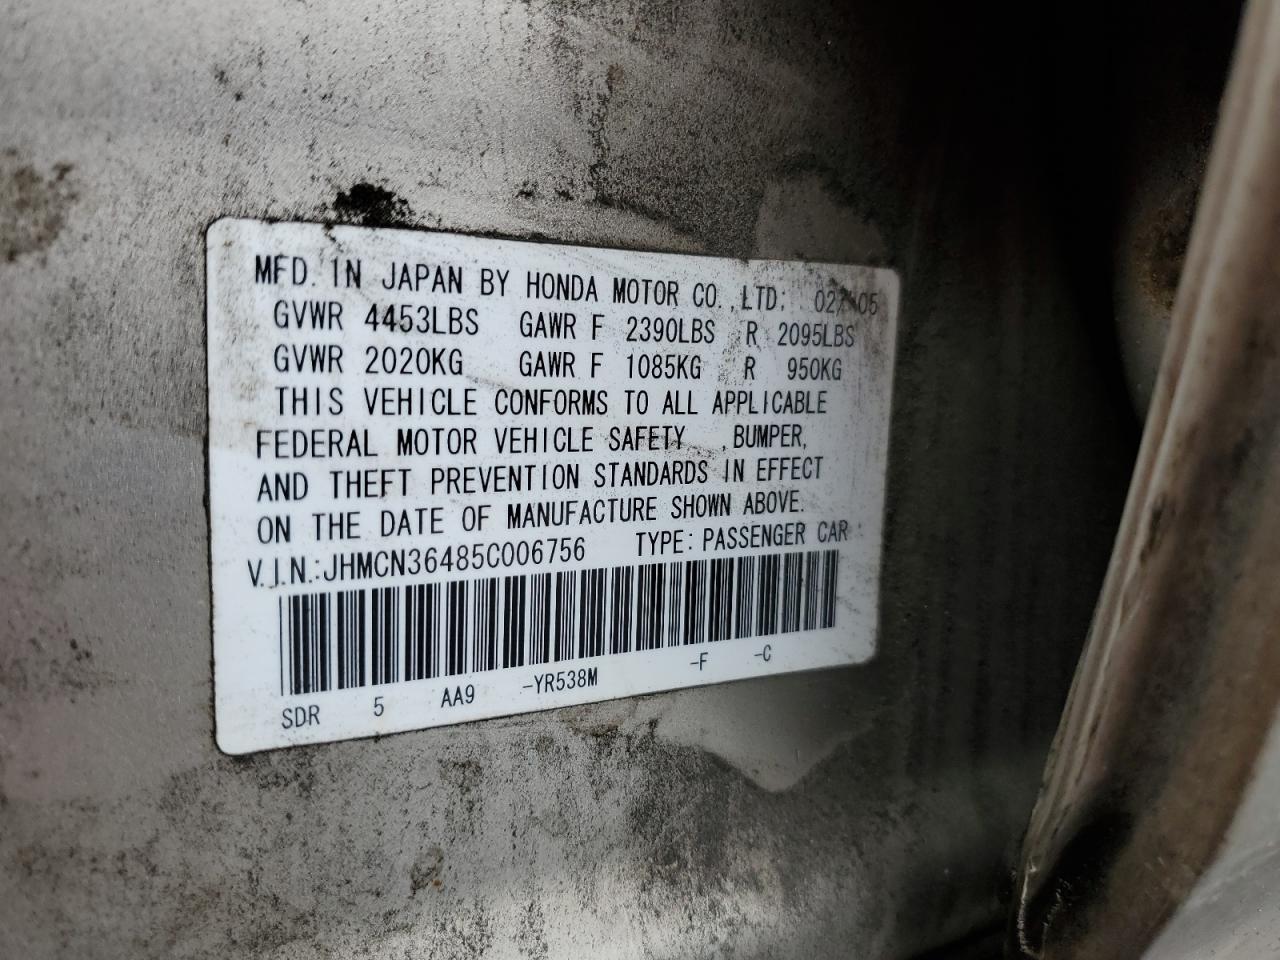 MFD. IN JAPAN BY HONDA MOTOR CO., LTD; 02/05
GVWR 4453LBS GAWR F 2390LBS R 2095LBS
GVWR 2020KG GAWR F 1085KG R 950KG
THIS VEHICLE CONFORMS TO ALL APPLICABLE
FEDERAL MOTOR VEHICLE SAFETY , BUMPER,
AND THEFT PREVENTION STANDARDS IN EFFECT
ON THE DATE OF MANUFACTURE SHOWN ABOVE.
V.I.N.:JHMCN36485C006756 TYPE: PASSENGER CAR
SDR 5 AA9 -YR538M -F -C